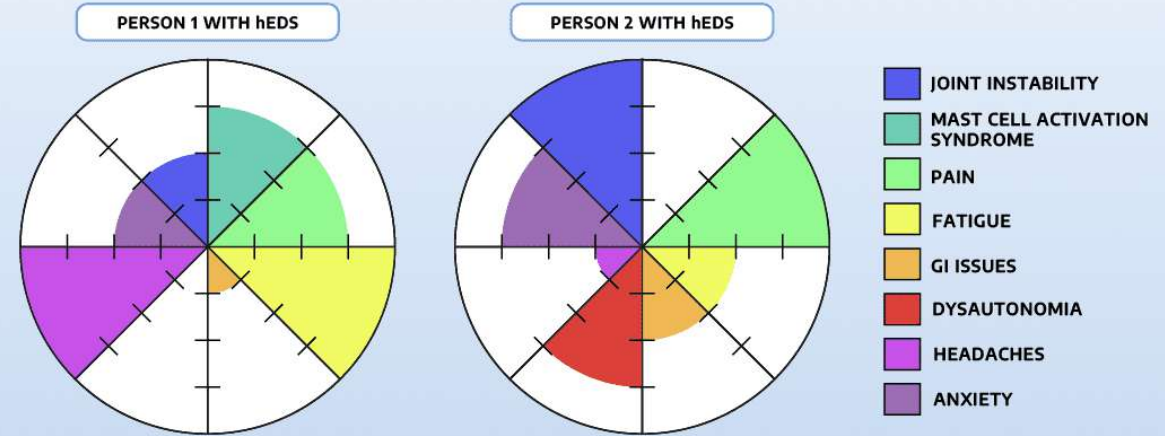 PERSON 1 WITH hEDS
PERSON 2 WITH hEDS
JOINT INSTABILITY
MAST CELL ACTIVATION
SYNDROME
PAIN
FATIGUE
GI ISSUES
DYSAUTONOMIA
HEADACHES
ANXIETY